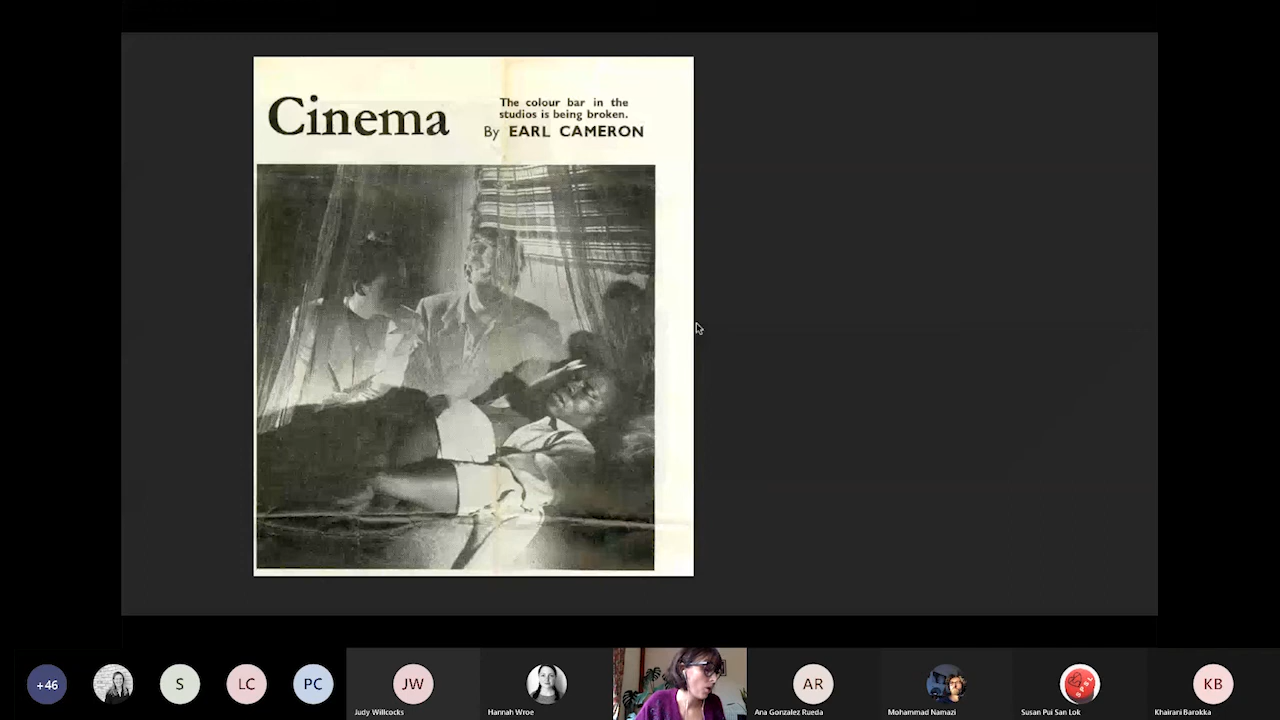 Cinema
The colour bar in the
studios is being broken.
By EARL CAMERON
+46
S
LC
PC
JW
AR
KB
Judy Willcocks
Hannah Wroe
Ana Gonzalez Rueda
Mohammad Namazi
Susan Pui San Lok
Khairani Barokka